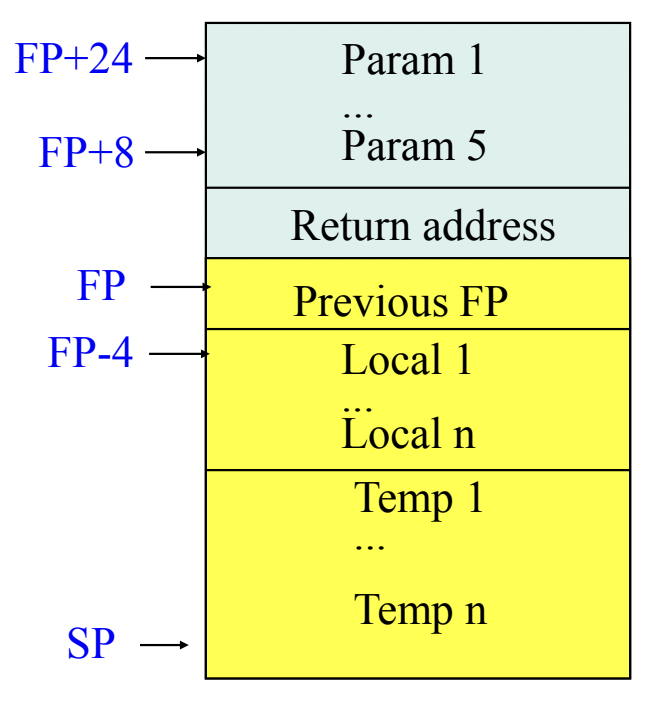 FP+24 Param 1
...
FP+8 Param 5
Return address
FP Previous FP
FP-4 Local 1
...
Local n
Temp 1
...
Temp n
SP